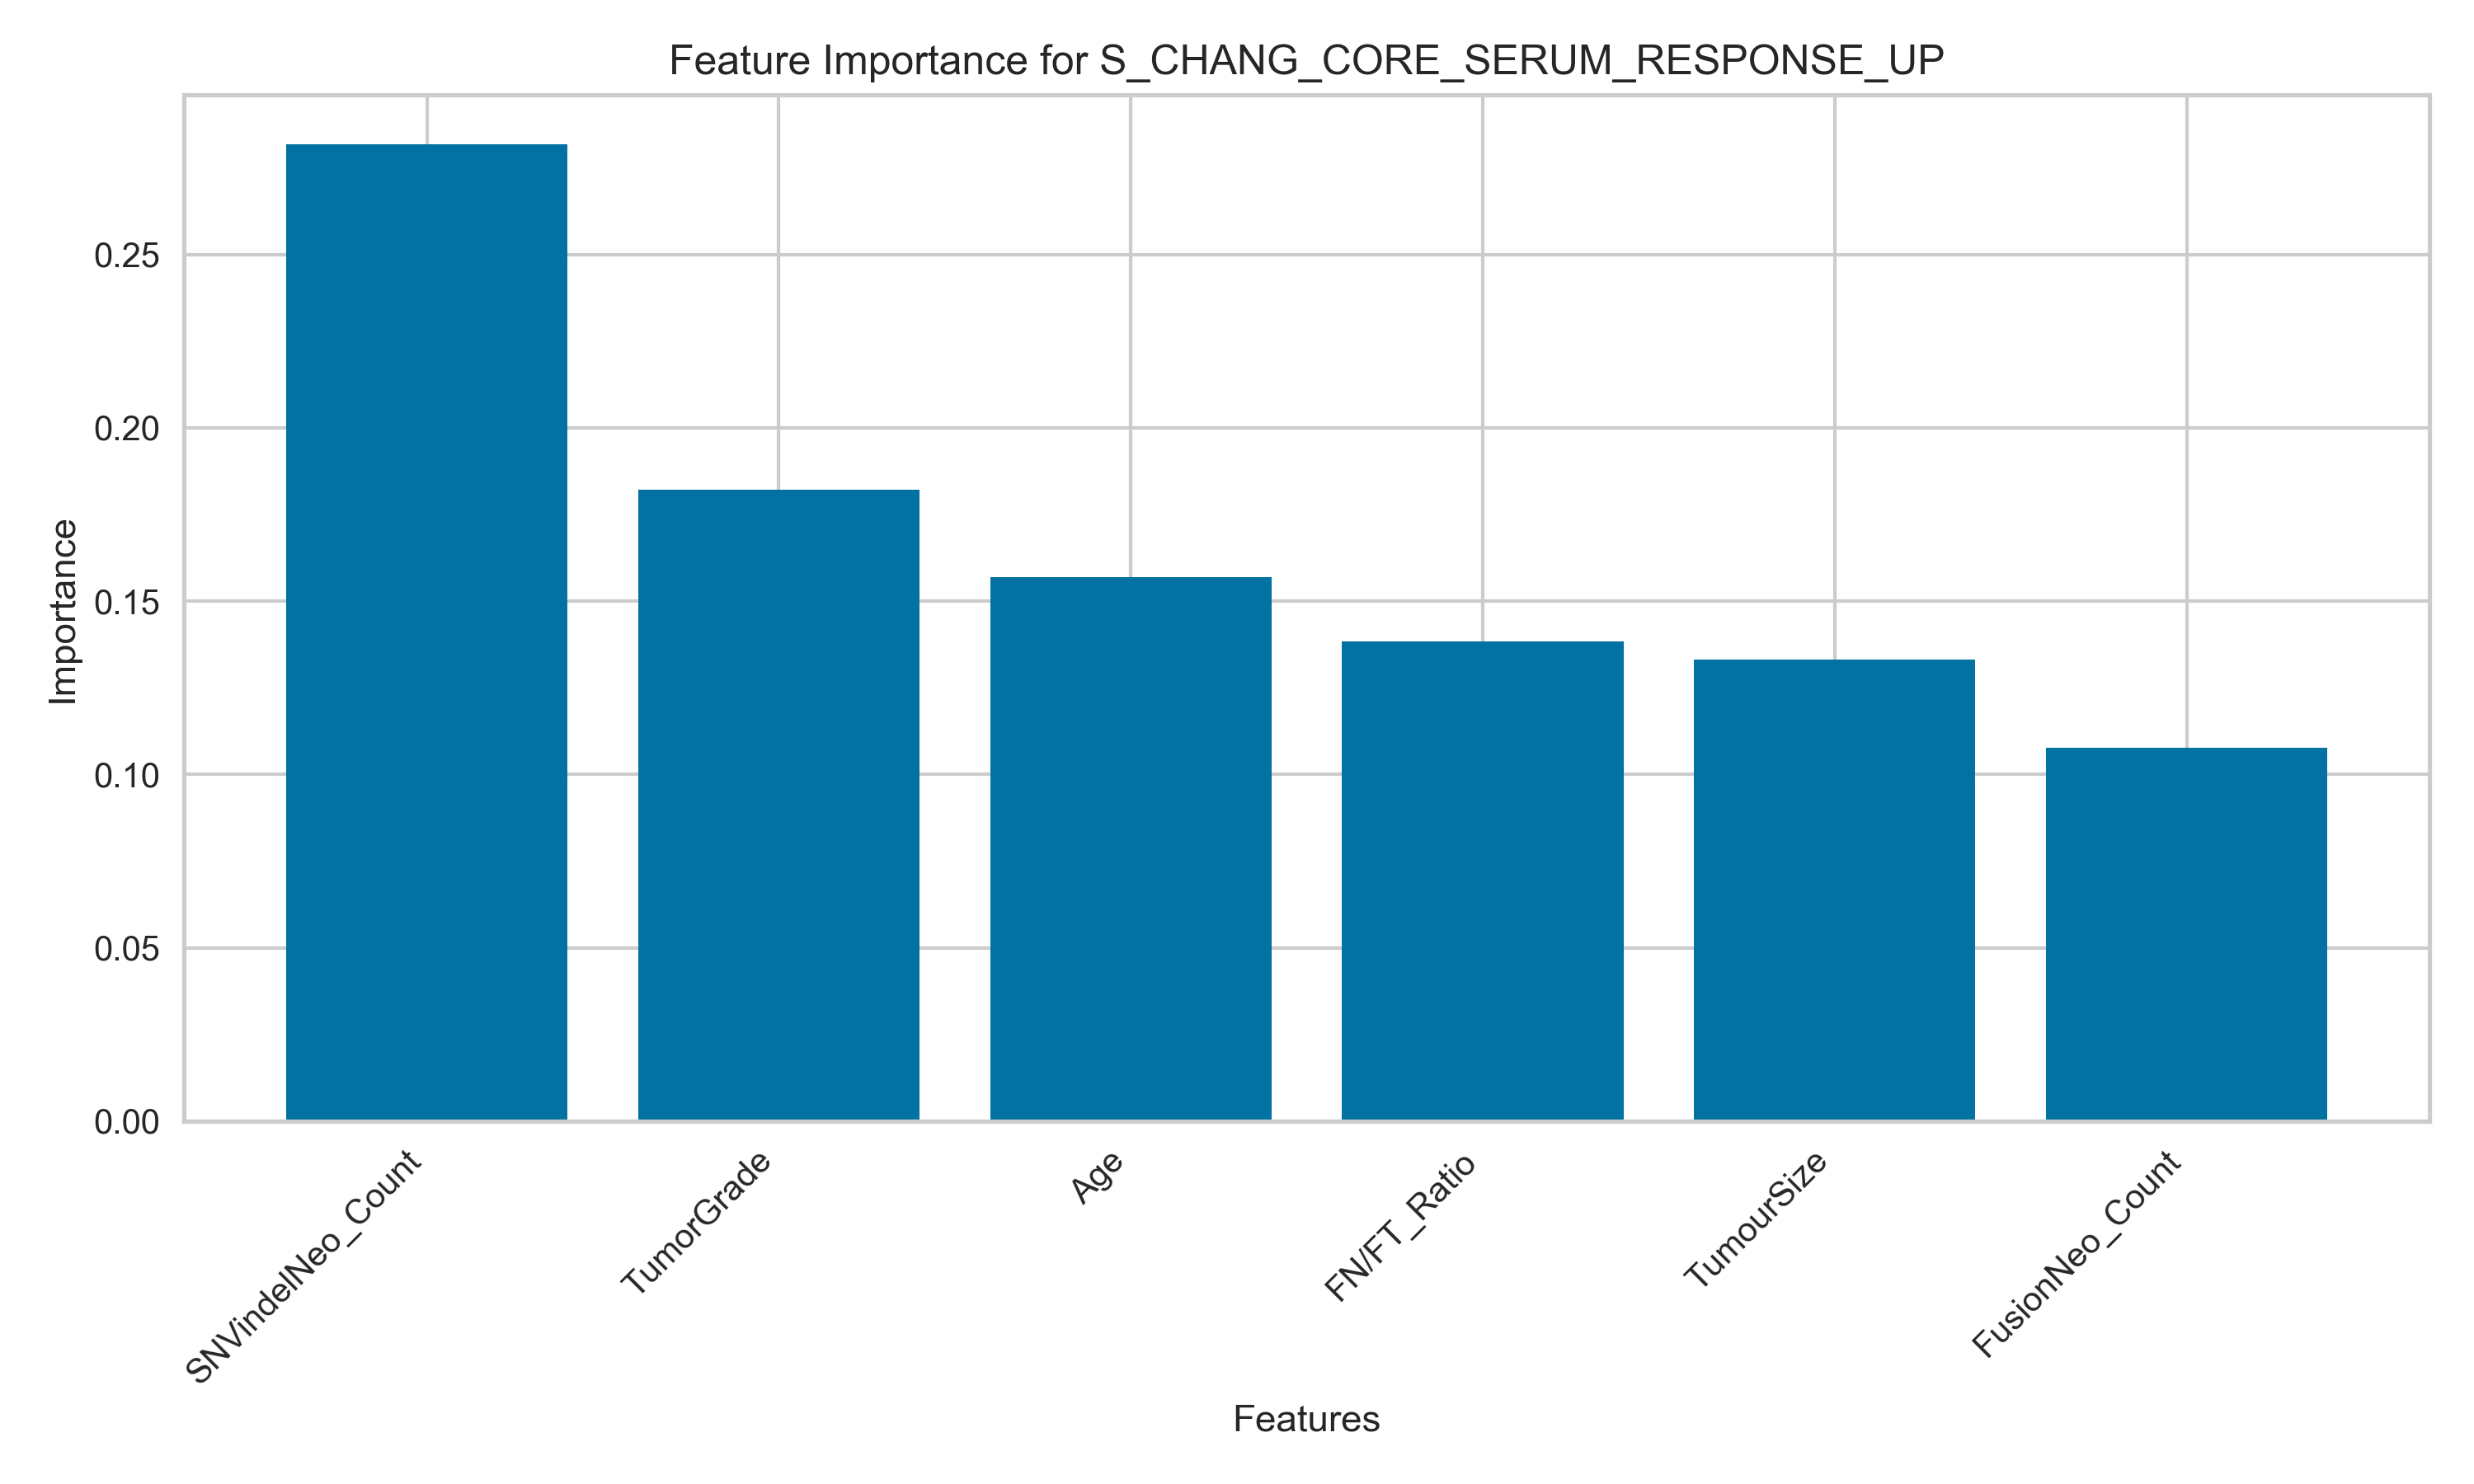 Feature Importance for S_CHANG_CORE_SERUM_RESPONSE_UP
Importance
0.25
0.20
0.15
0.10
0.05
0.00
SNVindelNeo_Count
TumorGrade
Age
FN/FT_Ratio
TumourSize
FusionNeo_Count
Features